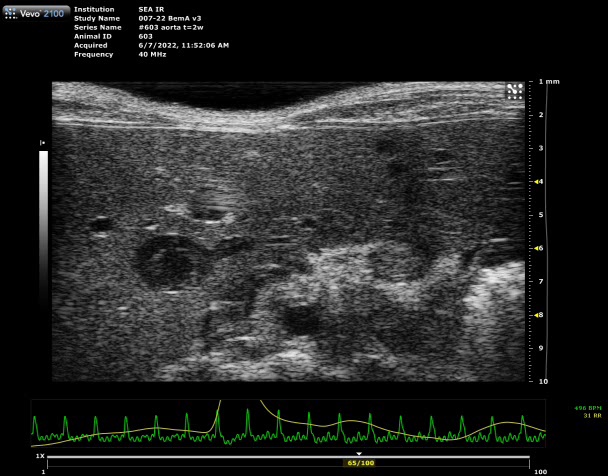 Vevo 2100
Institution SEA IR
Study Name 007-22 BemA v3
Series Name #603 aorta t=2w
Animal ID 603
Acquired 6/7/2022, 11:52:06 AM
Frequency 40 MHz
1 mm
2
3
4
5
6
7
8
9
10
496 BPM
31 RR
1X
65/100
1
100